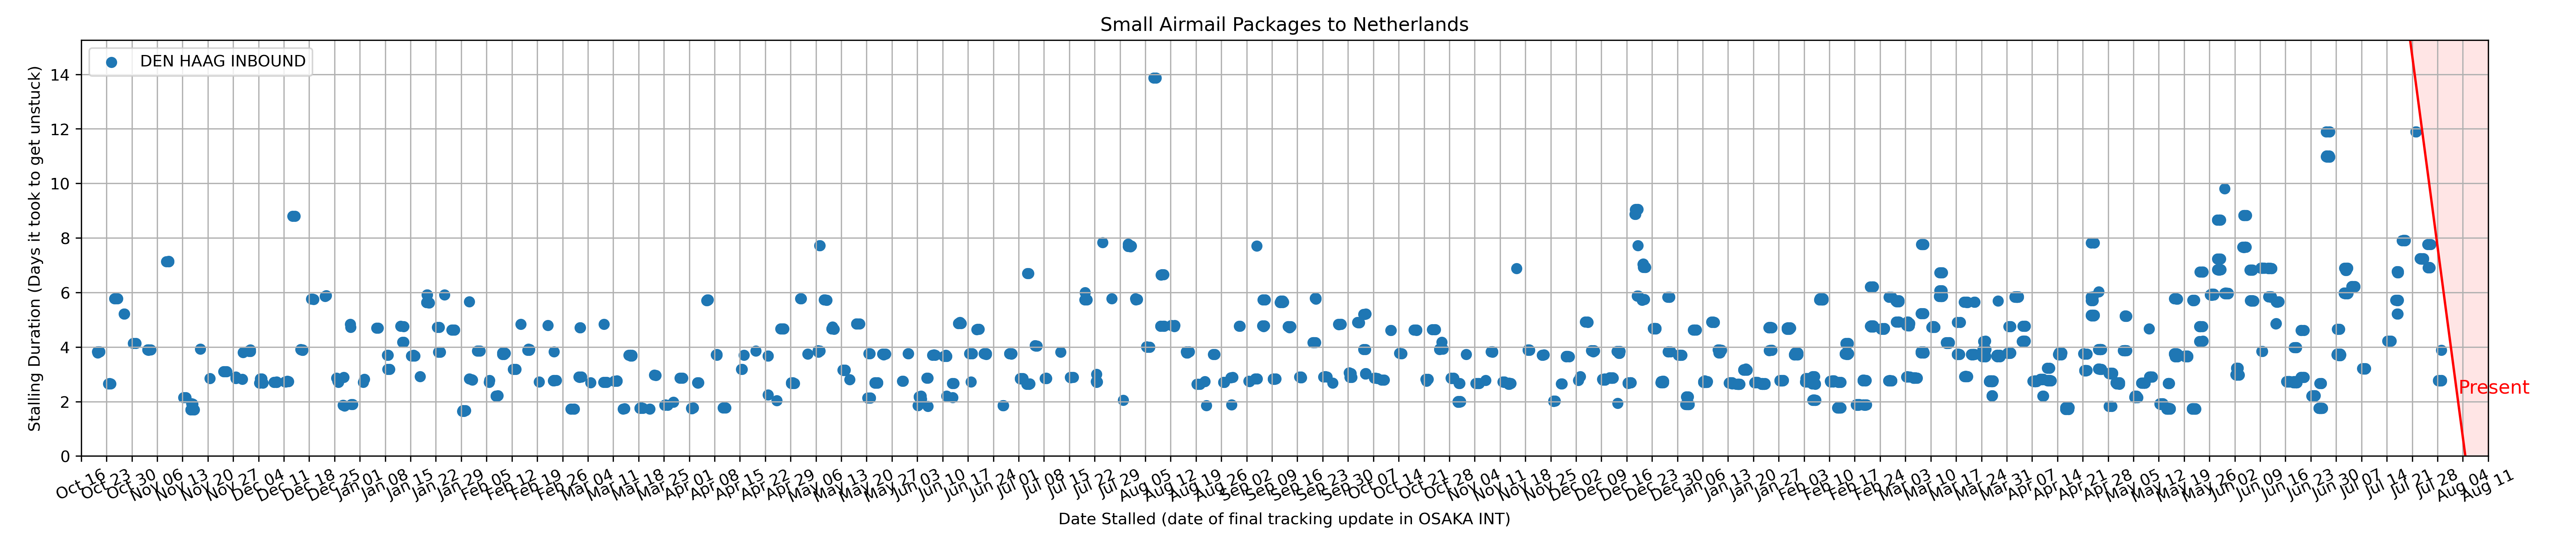 Small Airmail Packages to Netherlands
DEN HAAG INBOUND
Stalling Duration (Days it took to get unstuck)
14
12
10
8
6
4
2
0
Present
Oct 16 Oct 23 Oct 30 Nov 06 Nov 13 Nov 20 Nov 27 Dec 04 Dec 11 Dec 18 Dec 25 Jan 01 Jan 08 Jan 15 Jan 22 Jan 29 Feb 05 Feb 12 Feb 19 Feb 26 Mar 04 Mar 11 Mar 18 Mar 25 Apr 01 Apr 08 Apr 15 Apr 22 Apr 29 May 06 May 13 May 20 May 27 Jun 03 Jun 10 Jun 17 Jun 24 Jul 01 Jul 08 Jul 15 Jul 22 Jul 29 Aug 05 Aug 12 Aug 19 Aug 26 Sep 02 Sep 09 Sep 16 Sep 23 Sep 30 Oct 07 Oct 14 Oct 21 Oct 28 Nov 04 Nov 11 Nov 18 Nov 25 Dec 02 Dec 09 Dec 16 Dec 23 Dec 30 Jan 06 Jan 13 Jan 20 Jan 27 Feb 03 Feb 10 Feb 17 Feb 24 Mar 03 Mar 10 Mar 17 Mar 24 Mar 31 Apr 07 Apr 14 Apr 21 Apr 28 May 05 May 12 May 19 May 26 Jun 02 Jun 09 Jun 16 Jun 23 Jun 30 Jul 07 Jul 14 Jul 21 Jul 28 Aug 04 Aug 11
Date Stalled (date of final tracking update in OSAKA INT)